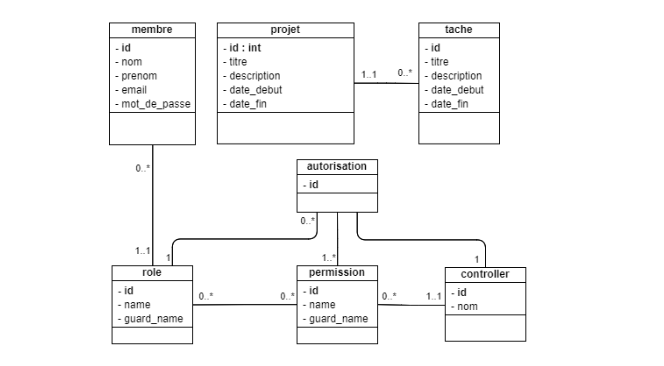 membre
- id
- nom
- prenom
- email
- mot_de_passe
projet
- id : int
- titre
- description
- date_debut
- date_fin
1..1
0..*
tache
- id
- titre
- description
- date_debut
- date_fin
0..*
1..1
autorisation
- id
0..*
1
1..*
1
role
- id
- name
- guard_name
0..*
0..*
permission
- id
- name
- guard_name
0..*
1..1
controller
- id
- nom